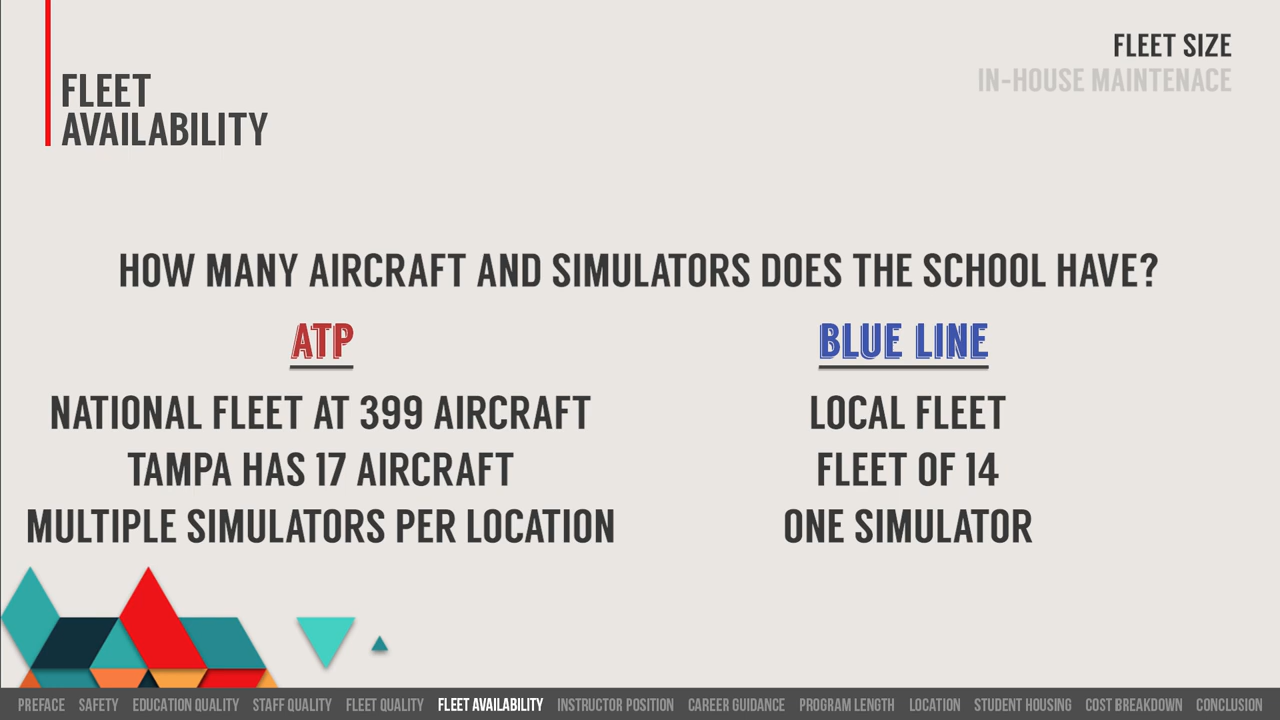 FLEET
AVAILABILITY
FLEET SIZE
IN-HOUSE MAINTENACE
HOW MANY AIRCRAFT AND SIMULATORS DOES THE SCHOOL HAVE?
ATP
NATIONAL FLEET AT 399 AIRCRAFT
TAMPA HAS 17 AIRCRAFT
MULTIPLE SIMULATORS PER LOCATION
BLUE LINE
LOCAL FLEET
FLEET OF 14
ONE SIMULATOR
PREFACE SAFETY EDUCATION QUALITY STAFF QUALITY FLEET QUALITY FLEET AVAILABILITY INSTRUCTOR POSITION CAREER GUIDANCE PROGRAM LENGTH LOCATION STUDENT HOUSING COST BREAKDOWN CONCLUSION